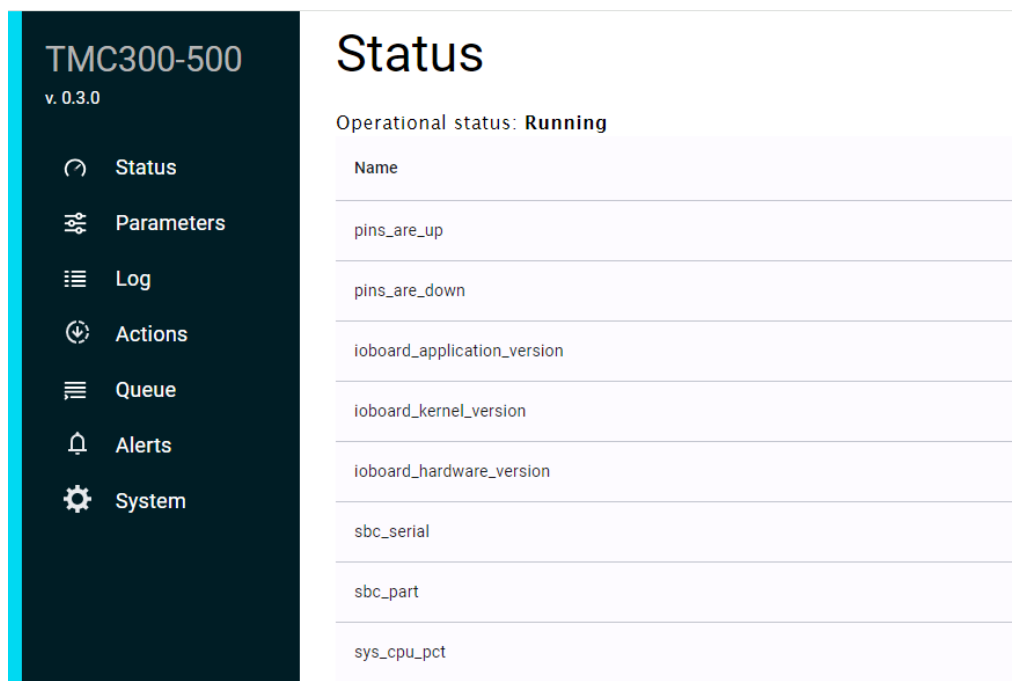 TMC300-500
v. 0.3.0
Status
Parameters
Log
Actions
Queue
Alerts
System
Status
Operational status: Running
Name
pins_are_up
pins_are_down
ioboard_application_version
ioboard_kernel_version
ioboard_hardware_version
sbc_serial
sbc_part
sys_cpu_pct